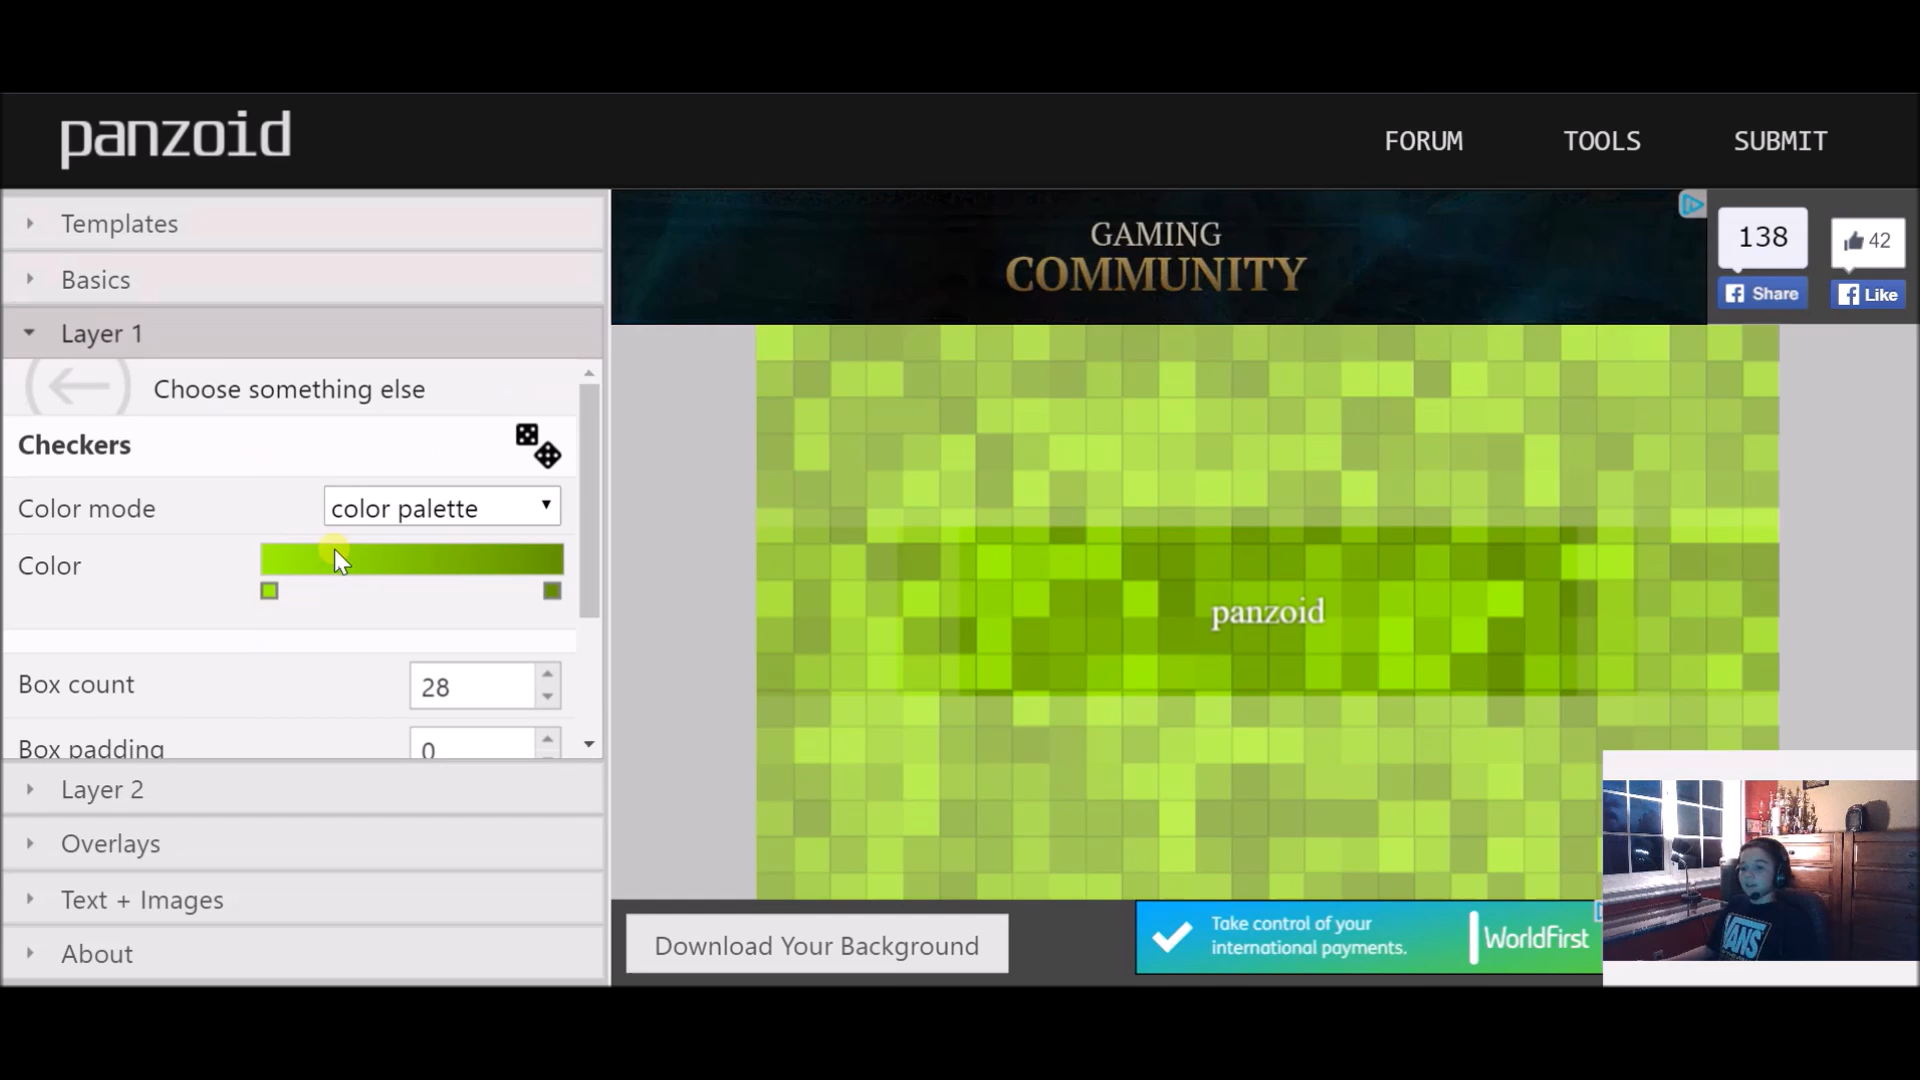 panzoid
FORUM
TOOLS
SUBMIT
Templates
Basics
Layer 1
Choose something else
Checkers
Color mode
color palette
Color
Box count
28
Box padding
0
Layer 2
Overlays
Text + Images
About
GAMING
COMMUNITY
138
Share
42
Like
panzoid
Download Your Background
Take control of your
international payments.
WorldFirst
VANS